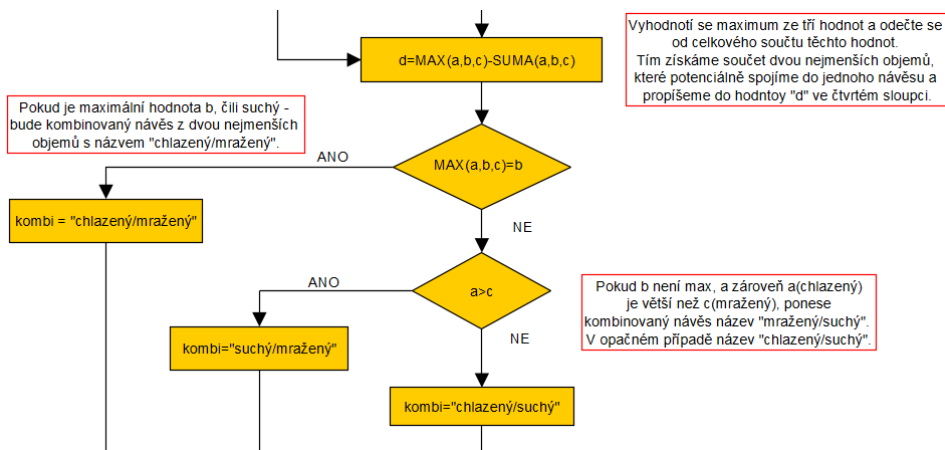 Vyhodnotí se maximum ze tří hodnot a odečte se
od celkového součtu těchto hodnot.
Tím získáme součet dvou nejmenších objemů,
které potenciálně spojíme do jednoho návěsu a
propíšeme do hodntoy "d" ve čtvrtém sloupci.
d=MAX(a,b,c)-SUMA(a,b,c)
Pokud je maximální hodnota b, čili suchý -
bude kombinovaný návěs z dvou nejmenších
objemů s názvem "chlazený/mražený".
ANO
MAX(a,b,c)=b
kombi = "chlazený/mražený"
NE
ANO
a>c
Pokud b není max, a zároveň a(chlazený)
je větší než c(mražený), ponese
kombinovaný návěs název "mražený/suchý".
V opačném případě název "chlazený/suchý".
NE
kombi="suchý/mražený"
kombi="chlazený/suchý"